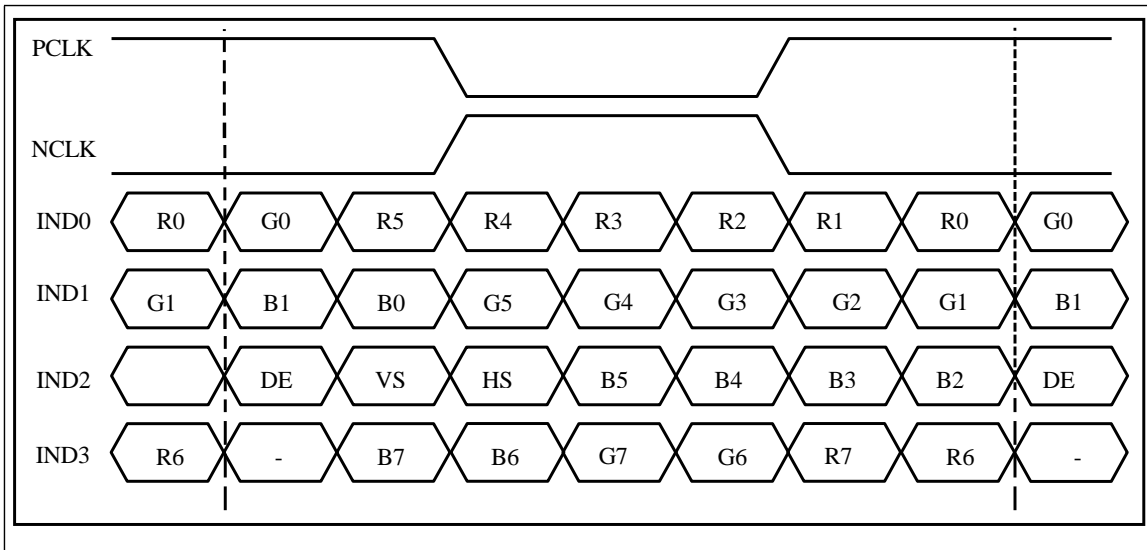 PCLK
NCLK
IND0 R0 G0 R5 R4 R3 R2 R1 R0 G0
IND1 G1 B1 B0 G5 G4 G3 G2 G1 B1
IND2 DE VS HS B5 B4 B3 B2 DE
IND3 R6 - B7 B6 G7 G6 R7 R6 -